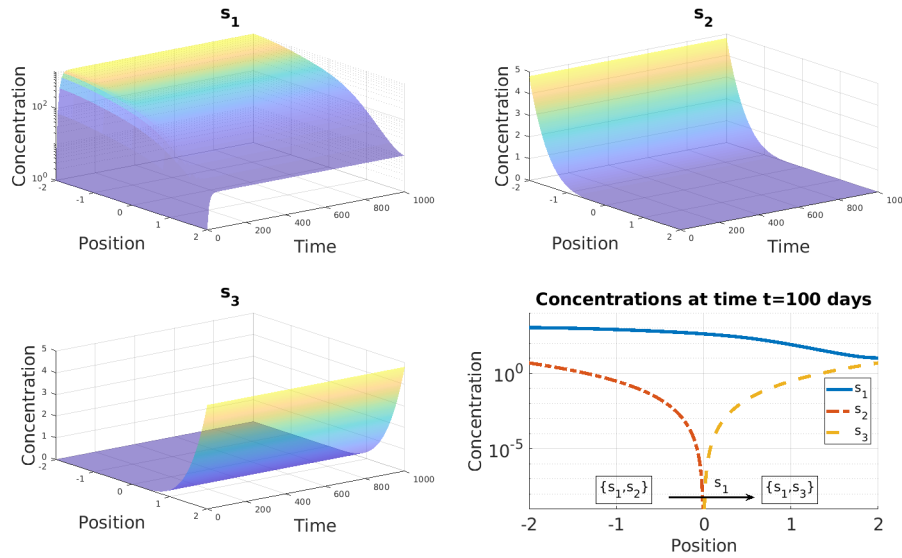 s1
Concentration
10^2
10^0
-2
-1
0
1
2
Position
0
200
400
600
800
1000
Time
s2
Concentration
5
4
3
2
1
0
-2
-1
0
1
2
Position
0
200
400
600
800
100
Time
s3
Concentration
5
4
3
2
1
0
-2
-1
0
1
2
Position
0
200
400
600
800
1000
Time
Concentrations at time t=100 days
Concentration
10^0
10^-5
s1
s2
s3
{s1,s2}
s1
{s1,s3}
-2
-1
0
1
2
Position